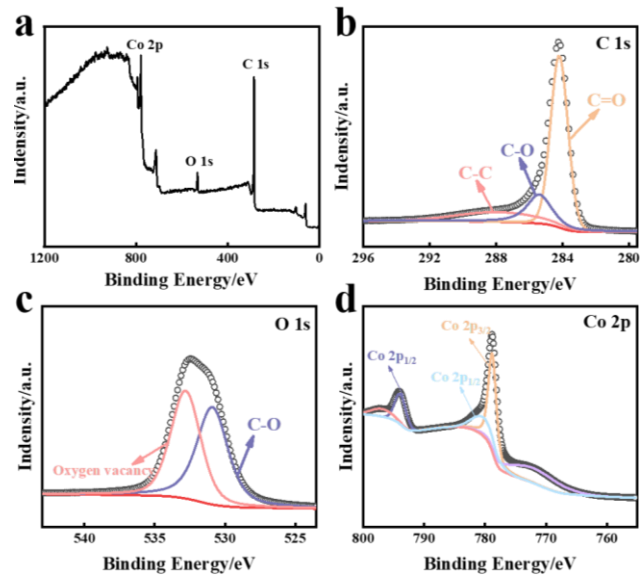 a
Co 2p
C 1s
O 1s
Indensity/a.u.
1200 800 400 0
Binding Energy/eV
b
C 1s
C=O
C-O
C-C
Indensity/a.u.
296 292 288 284 280
Binding Energy/eV
c
O 1s
C-O
Oxygen vacancy
Indensity/a.u.
540 535 530 525
Binding Energy/eV
d
Co 2p
Co 2p3/2
Co 2p1/2
Co 2p1/2
Indensity/a.u.
800 790 780 770 760
Binding Energy/eV